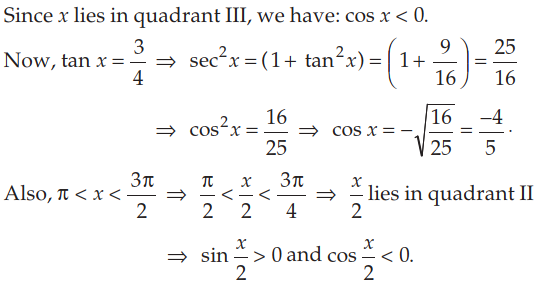 Since x lies in quadrant III, we have: cos x < 0.
Now, tan x = 3/4 ⇒ sec²x = (1 + tan²x) = (1 + 9/16) = 25/16
⇒ cos²x = 16/25 ⇒ cos x = −√(16/25) = −4/5 .
Also, π < x < 3π/2 ⇒ π/2 < x/2 < 3π/4 ⇒ x/2 lies in quadrant II
⇒ sin x/2 > 0 and cos x/2 < 0.